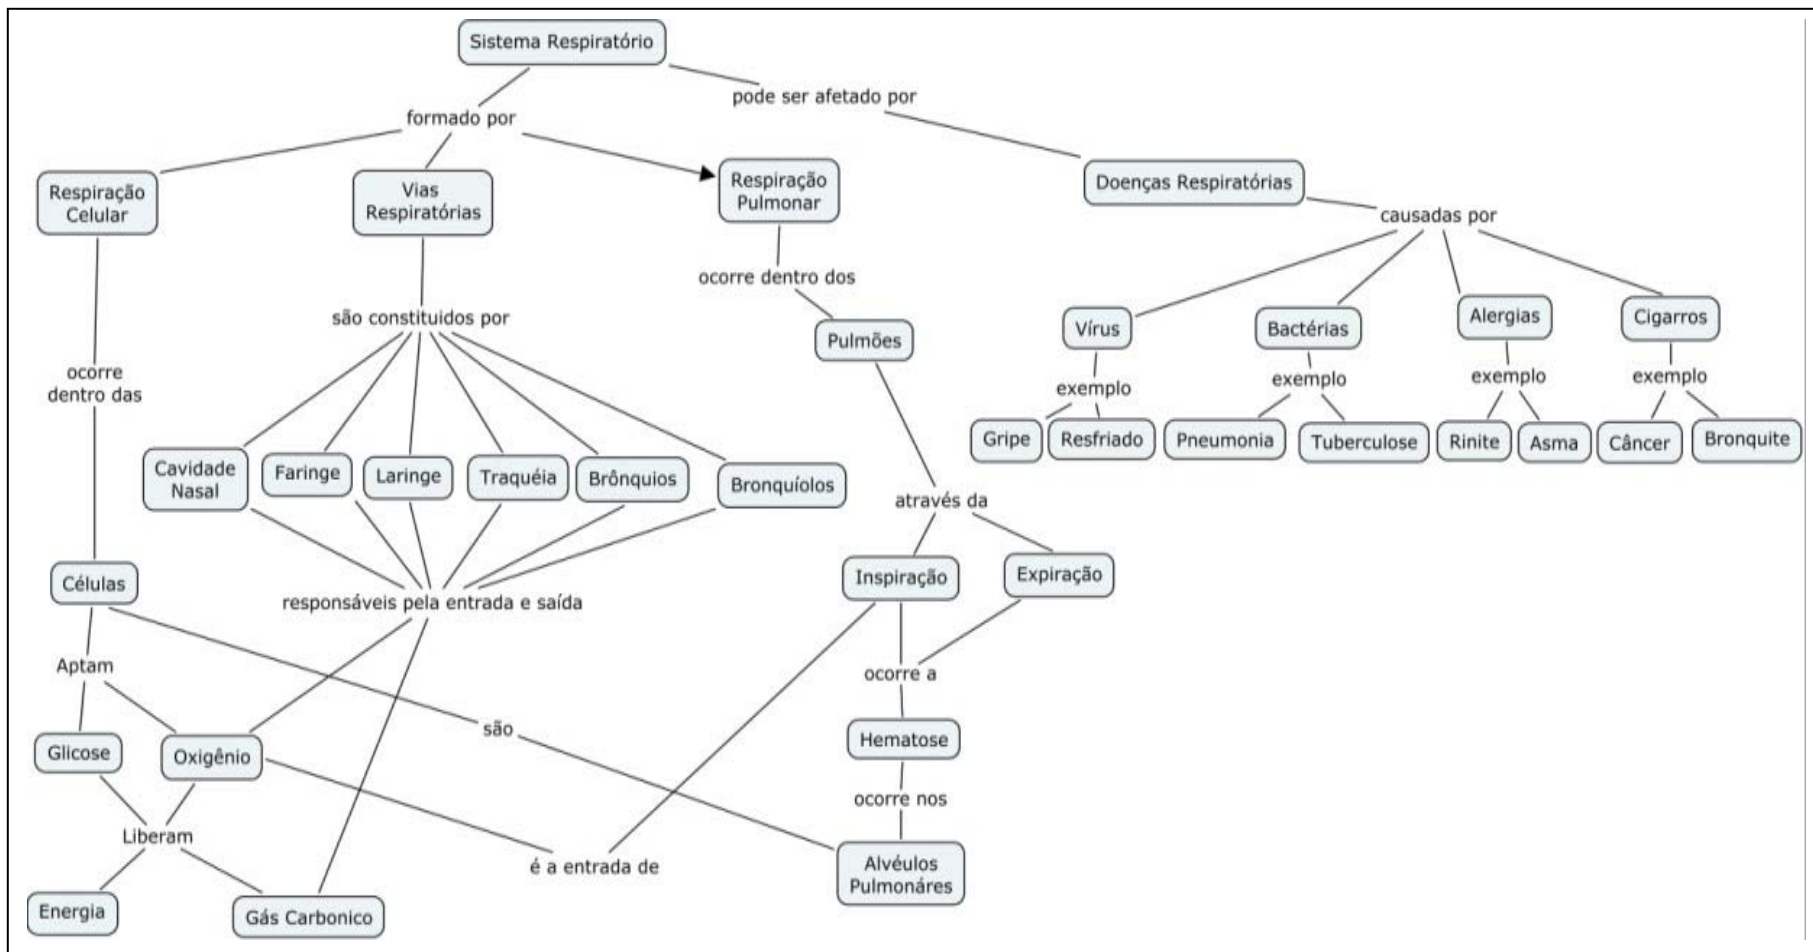 Sistema Respiratório
pode ser afetado por
formado por
Respiração
Celular
Vias
Respiratórias
Respiração
Pulmonar
Doenças Respiratórias
causadas por
ocorre dentro dos
são constituidos por
Pulmões
Vírus
Bactérias
Alergias
Cigarros
ocorre
dentro das
exemplo
exemplo
exemplo
exemplo
Gripe
Resfriado
Pneumonia
Tuberculose
Rinite
Asma
Câncer
Bronquite
Cavidade
Nasal
Faringe
Laringe
Traquéia
Brônquios
Bronquíolos
através da
Células
responsáveis pela entrada e saída
Inspiração
Expiração
Aptam
ocorre a
são
Glicose
Oxigênio
Hematose
ocorre nos
Liberam
é a entrada de
Alvéulos
Pulmonáres
Energia
Gás Carbonico